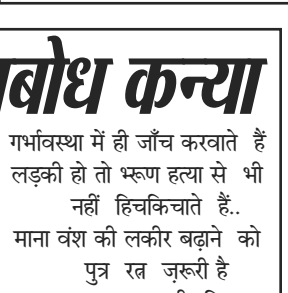 कन्या
गर्भावस्था में ही जाँच करवाते हैं
लड़की हो तो भ्रूण हत्या से भी
नहीं हिचकिचाते हैं..
माना वंश की लकीर बढ़ाने को
पुत्र रत्न ज़रूरी है